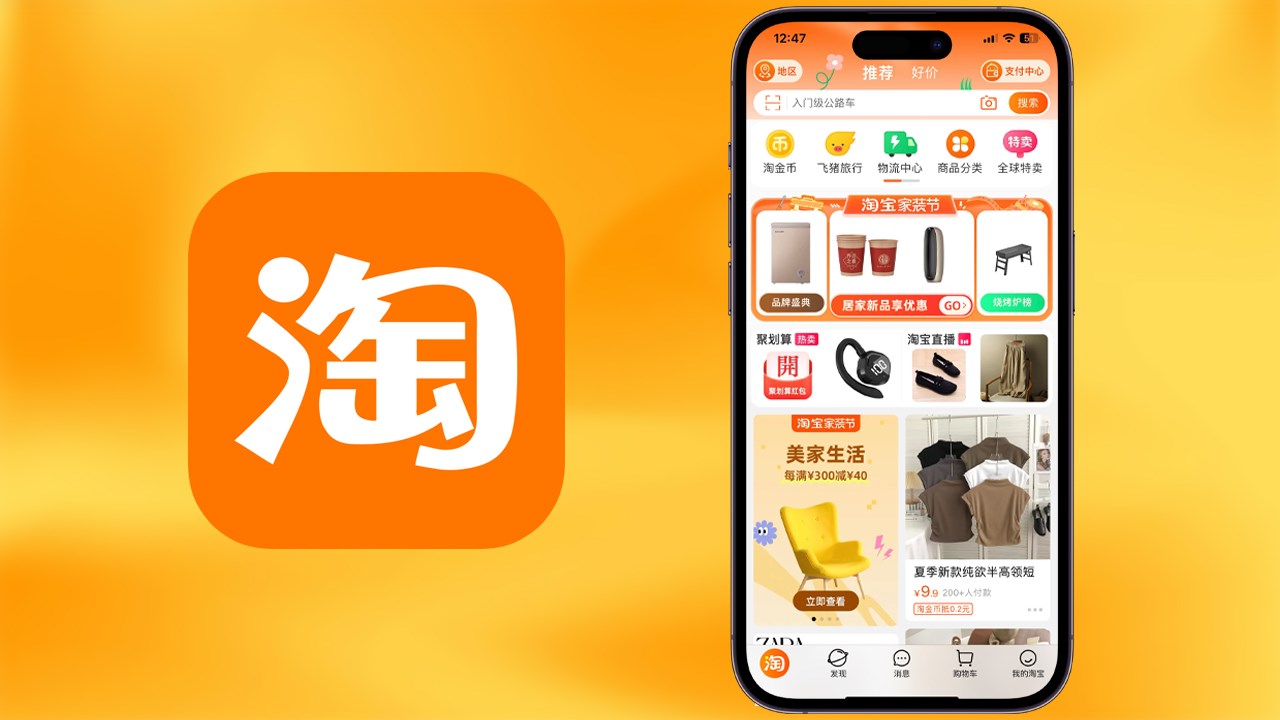 淘
12:47
51
地区
推荐
好价
支付中心
入门级公路车
搜索
币
特卖
淘金币
飞猪旅行
物流中心
商品分类
全球特卖
淘宝家装节
品牌盛典
居家新品享优惠
GO
烧烤炉榜
聚划算
热卖
淘宝直播
開
聚划算红包
100
淘宝家装节
美家生活
每满¥300减¥40
立即查看
夏季新款纯欲半高领短
¥9.9 200+人付款
淘金币抵0.2元
ZARA
淘
发现
消息
购物车
我的淘宝